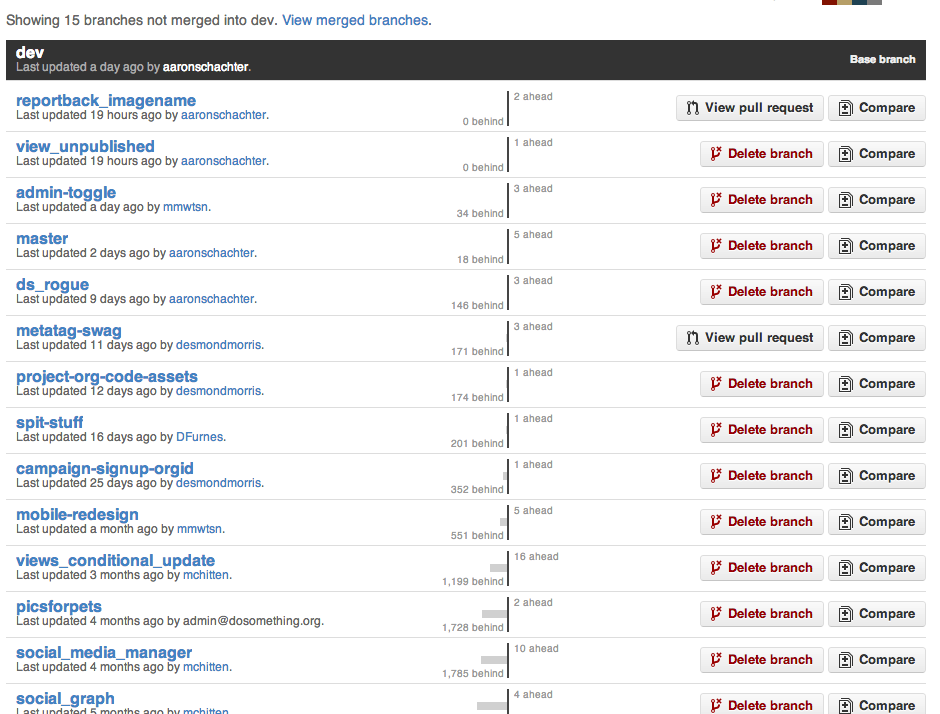 Showing 15 branches not merged into dev. View merged branches.
dev
Last updated a day ago by aaronschachter.
Base branch
reportback_imagename
Last updated 19 hours ago by aaronschachter.
0 behind
2 ahead
View pull request
Compare
view_unpublished
Last updated 19 hours ago by aaronschachter.
0 behind
1 ahead
Delete branch
Compare
admin-toggle
Last updated a day ago by mmwtsn.
34 behind
3 ahead
Delete branch
Compare
master
Last updated 2 days ago by aaronschachter.
18 behind
5 ahead
Delete branch
Compare
ds_rogue
Last updated 9 days ago by aaronschachter.
146 behind
3 ahead
Delete branch
Compare
metatag-swag
Last updated 11 days ago by desmondmorris.
171 behind
3 ahead
View pull request
Compare
project-org-code-assets
Last updated 12 days ago by desmondmorris.
174 behind
1 ahead
Delete branch
Compare
spit-stuff
Last updated 16 days ago by DFurnes.
201 behind
1 ahead
Delete branch
Compare
campaign-signup-orgid
Last updated 25 days ago by desmondmorris.
352 behind
1 ahead
Delete branch
Compare
mobile-redesign
Last updated a month ago by mmwtsn.
551 behind
5 ahead
Delete branch
Compare
views_conditional_update
Last updated 3 months ago by mchitten.
1,199 behind
16 ahead
Delete branch
Compare
picsforpets
Last updated 4 months ago by admin@dosomething.org.
1,728 behind
2 ahead
Delete branch
Compare
social_media_manager
Last updated 4 months ago by mchitten.
1,785 behind
10 ahead
Delete branch
Compare
social_graph
Last updated 5 months ago by mchitten.
4 ahead
Delete branch
Compare